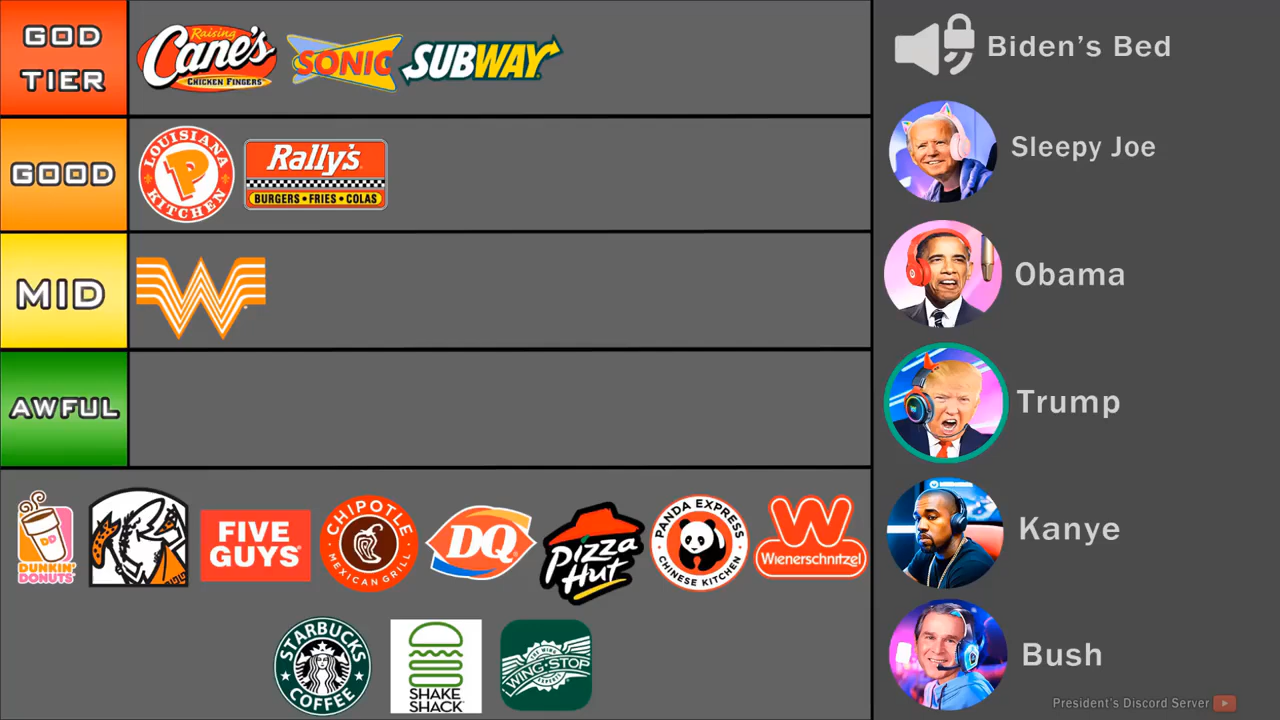 GOD
TIER
Raising
Cane's
CHICKEN FINGERS
SONIC
SUBWAY
GOOD
LOUISIANA
P
KITCHEN
Rally's
BURGERS • FRIES • COLAS
MID
W
AWFUL
DD
DUNKIN'
DONUTS
FIVE
GUYS
CHIPOTLE
MEXICAN GRILL
DQ
Pizza
Hut
PANDA EXPRESS
CHINESE KITCHEN
W
Wienerschnitzel
STARBUCKS
COFFEE
SHAKE
SHACK
WING·STOP
Biden's Bed
Sleepy Joe
Obama
Trump
Kanye
Bush
President's Discord Server